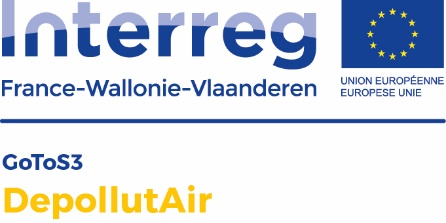 Interreg
France-Wallonie-Vlaanderen
UNION EUROPÉENNE
EUROPESE UNIE
GoToS3
DepollutAir